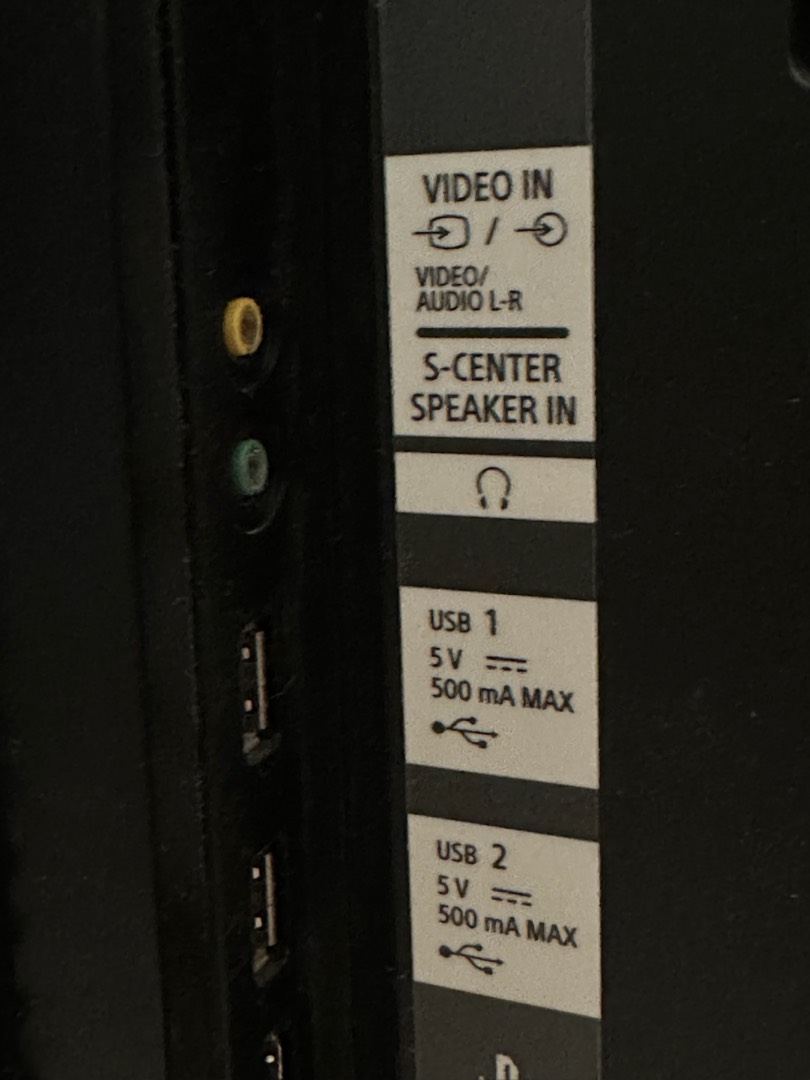 VIDEO IN
/
VIDEO/
AUDIO L-R
S-CENTER
SPEAKER IN
USB 1
5 V
500 mA MAX
USB 2
5 V
500 mA MAX